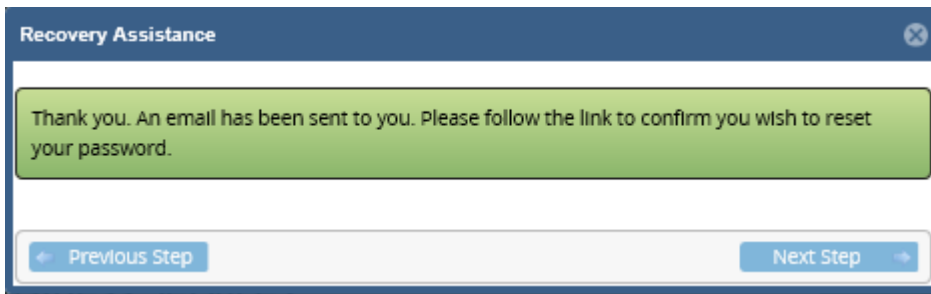 Recovery Assistance
Thank you. An email has been sent to you. Please follow the link to confirm you wish to reset
your password.
Previous Step
Next Step